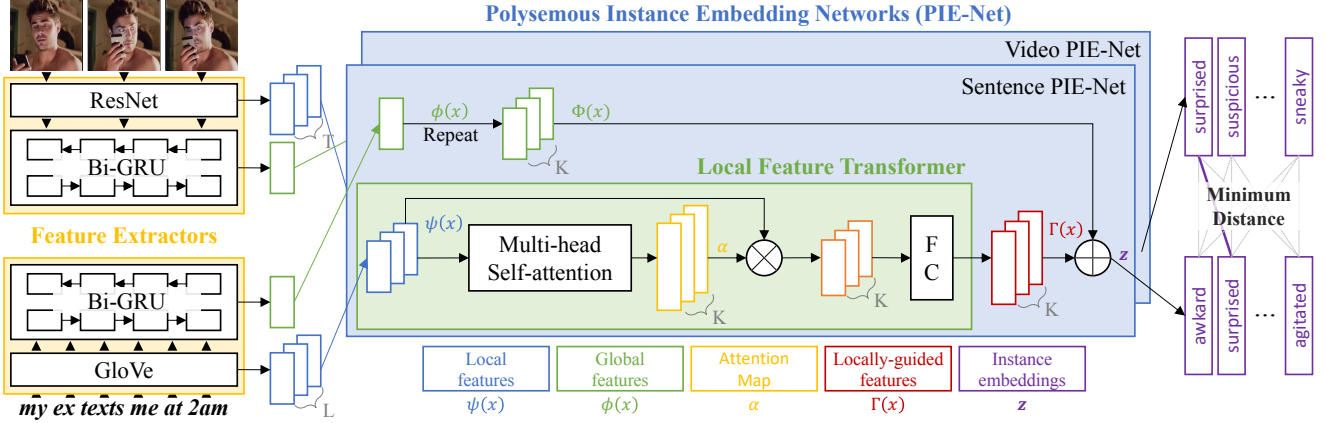 Polysemous Instance Embedding Networks (PIE-Net)
Video PIE-Net
Sentence PIE-Net
ResNet
Bi-GRU
Feature Extractors
Bi-GRU
GloVe
my ex texts me at 2am
T
L
ϕ(x)
Repeat
K
Φ(x)
Local Feature Transformer
ψ(x)
Multi-head
Self-attention
α
K
K
F
C
Γ(x)
K
z
surprised
suspicious
...
sneaky
Minimum
Distance
awkard
surprised
...
agitated
Local
features
ψ(x)
Global
features
ϕ(x)
Attention
Map
α
Locally-guided
features
Γ(x)
Instance
embeddings
z